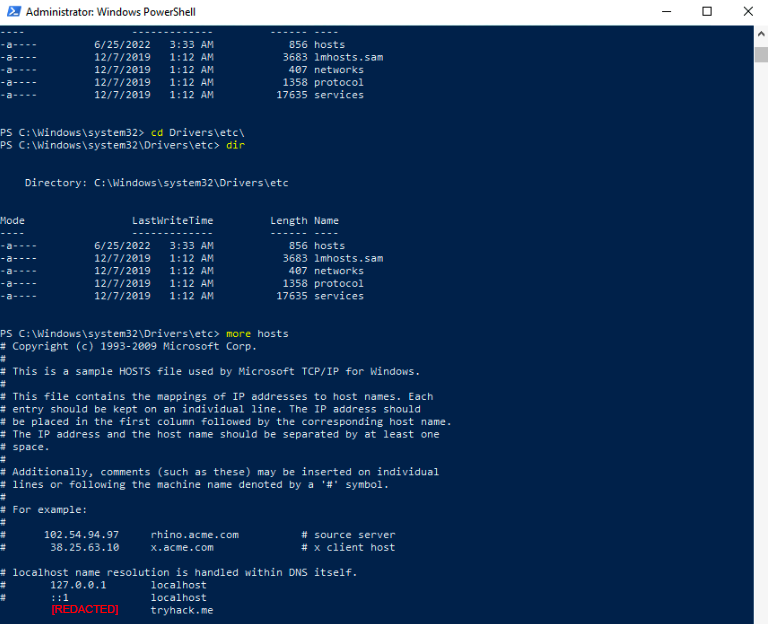 Administrator: Windows PowerShell
---- ------------- ------ ----
-a---- 6/25/2022 3:33 AM 856 hosts
-a---- 12/7/2019 1:12 AM 3683 lmhosts.sam
-a---- 12/7/2019 1:12 AM 407 networks
-a---- 12/7/2019 1:12 AM 1358 protocol
-a---- 12/7/2019 1:12 AM 17635 services
PS C:\Windows\system32> cd Drivers\etc\
PS C:\Windows\system32\Drivers\etc> dir
Directory: C:\Windows\system32\Drivers\etc
Mode LastWriteTime Length Name
---- ------------- ------ ----
-a---- 6/25/2022 3:33 AM 856 hosts
-a---- 12/7/2019 1:12 AM 3683 lmhosts.sam
-a---- 12/7/2019 1:12 AM 407 networks
-a---- 12/7/2019 1:12 AM 1358 protocol
-a---- 12/7/2019 1:12 AM 17635 services
PS C:\Windows\system32\Drivers\etc> more hosts
# Copyright (c) 1993-2009 Microsoft Corp.
#
# This is a sample HOSTS file used by Microsoft TCP/IP for Windows.
#
# This file contains the mappings of IP addresses to host names. Each
# entry should be kept on an individual line. The IP address should
# be placed in the first column followed by the corresponding host name.
# The IP address and the host name should be separated by at least one
# space.
#
# Additionally, comments (such as these) may be inserted on individual
# lines or following the machine name denoted by a '#' symbol.
#
# For example:
#
# 102.54.94.97 rhino.acme.com # source server
# 38.25.63.10 x.acme.com # x client host
# localhost name resolution is handled within DNS itself.
# 127.0.0.1 localhost
# ::1 localhost
[REDACTED] tryhack.me